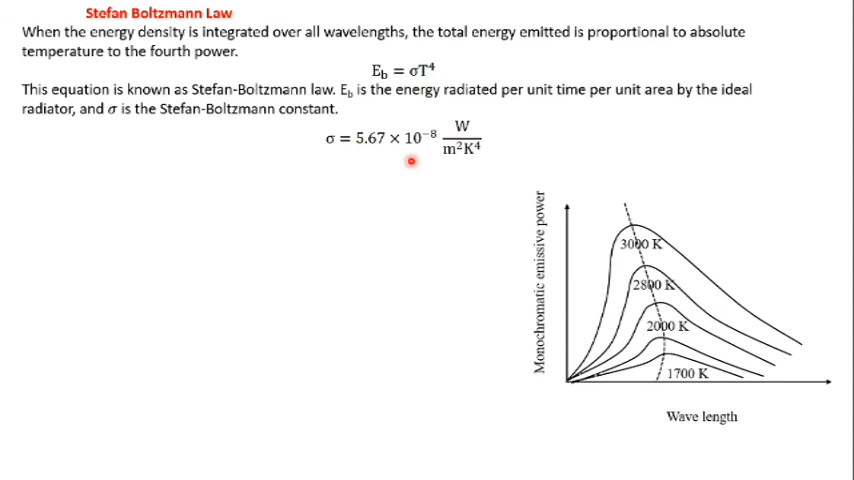 Stefan Boltzmann Law
When the energy density is integrated over all wavelengths, the total energy emitted is proportional to absolute
temperature to the fourth power.
E_b = σT⁴
This equation is known as Stefan-Boltzmann law. E_b is the energy radiated per unit time per unit area by the ideal
radiator, and σ is the Stefan-Boltzmann constant.
σ = 5.67 × 10⁻⁸ W/m²K⁴
Monochromatic emissive power
3000 K
2800 K
2000 K
1700 K
Wave length